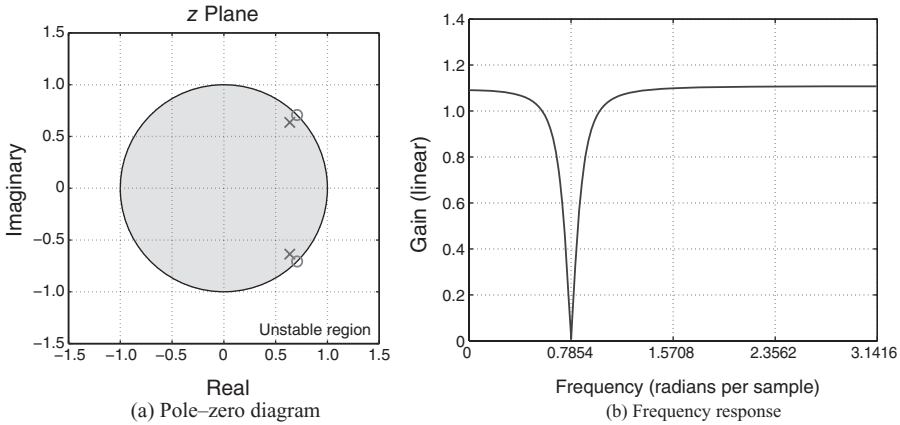 z Plane
1.5
1.0
0.5
0
−0.5
−1.0
−1.5
Imaginary
Unstable region
−1.5 −1.0 −0.5 0 0.5 1.0 1.5
Real
(a) Pole–zero diagram
1.4
1.2
1.0
0.8
0.6
0.4
0.2
0
Gain (linear)
0 0.7854 1.5708 2.3562 3.1416
Frequency (radians per sample)
(b) Frequency response